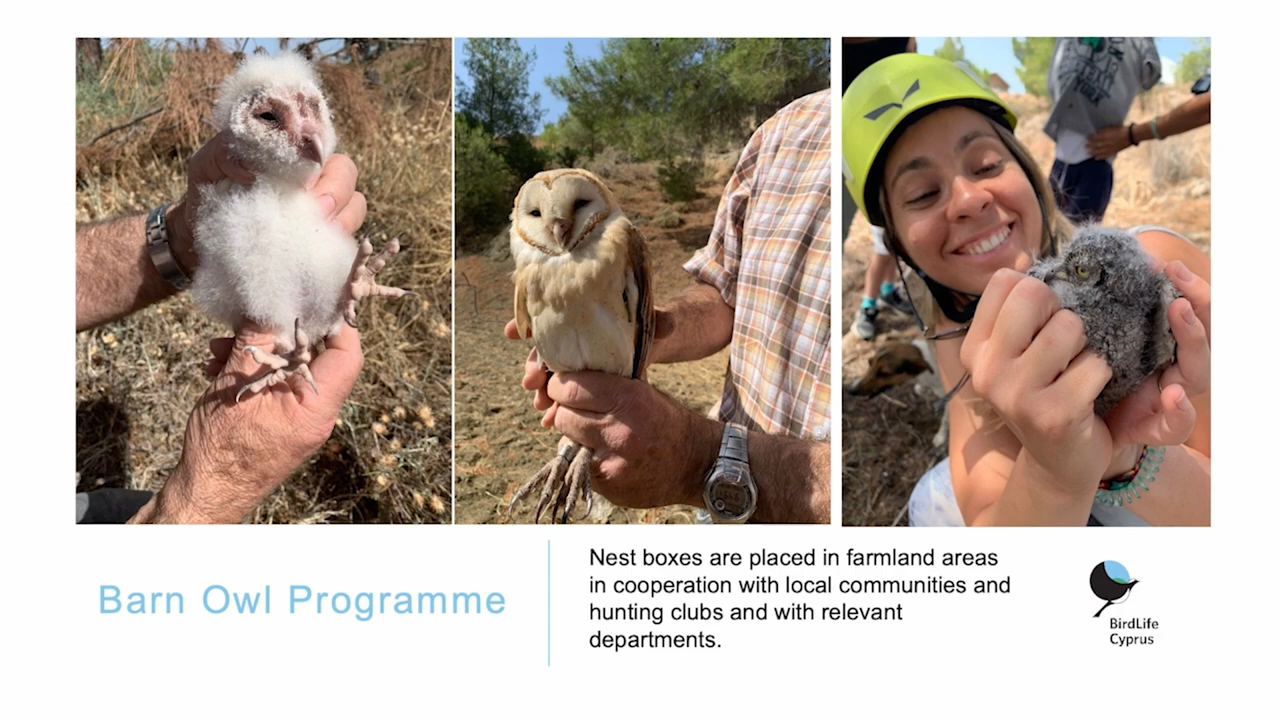 Barn Owl Programme
Nest boxes are placed in farmland areas
in cooperation with local communities and
hunting clubs and with relevant
departments.
BirdLife
Cyprus